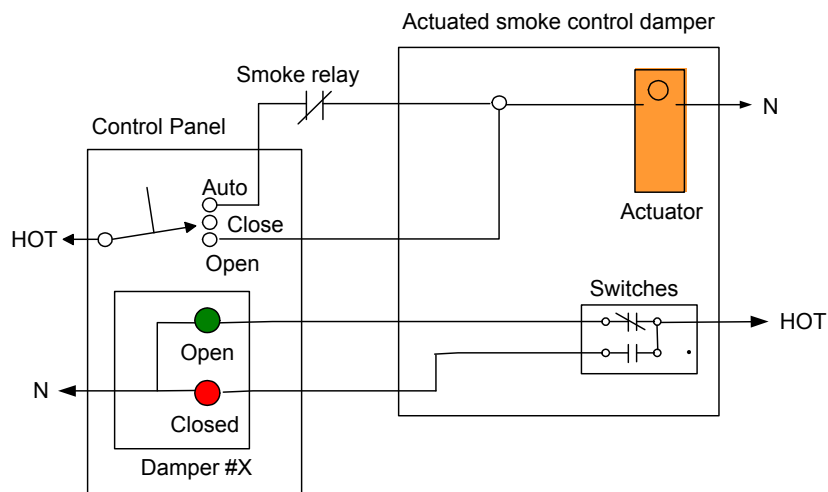 Actuated smoke control damper
Smoke relay
N
Control Panel
Auto
Close
Actuator
HOT
Open
Switches
HOT
Open
N
Closed
Damper #X